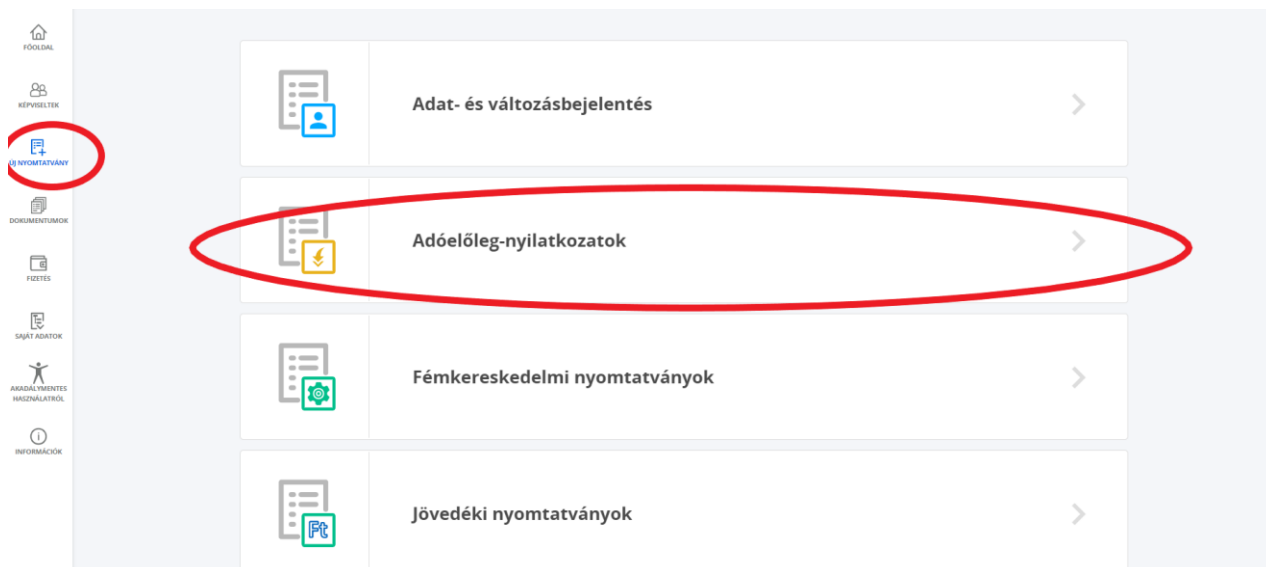 FŐOLDAL
KÉPVISELTEK
ÚJ NYOMTATVÁNY
DOKUMENTUMOK
FIZETÉS
SAJÁT ADATOK
AKADÁLYMENTES
HASZNÁLATRÓL
INFORMÁCIÓK
Adat- és változásbejelentés
Adóelőleg-nyilatkozatok
Fémkereskedelmi nyomtatványok
Jövedéki nyomtatványok
Ft